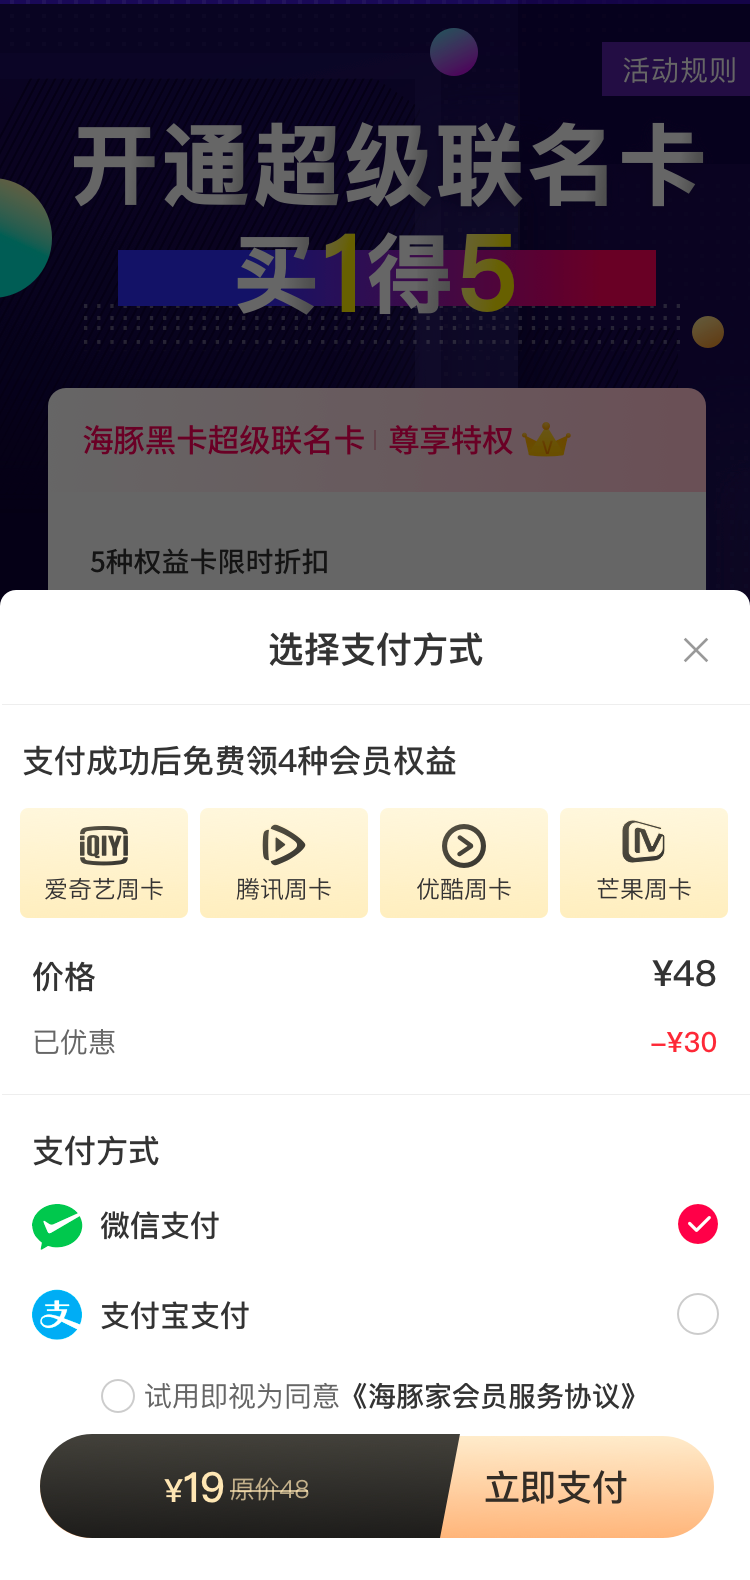 活动规则
开通超级联名卡
买1得5
海豚黑卡超级联名卡 | 尊享特权
5种权益卡限时折扣
选择支付方式
支付成功后免费领4种会员权益
iQIYI
爱奇艺周卡 腾讯周卡 优酷周卡 芒果周卡
价格 ¥48
已优惠 -¥30
支付方式
微信支付
支 支付宝支付
试用即视为同意《海豚家会员服务协议》
¥19 原价48 立即支付